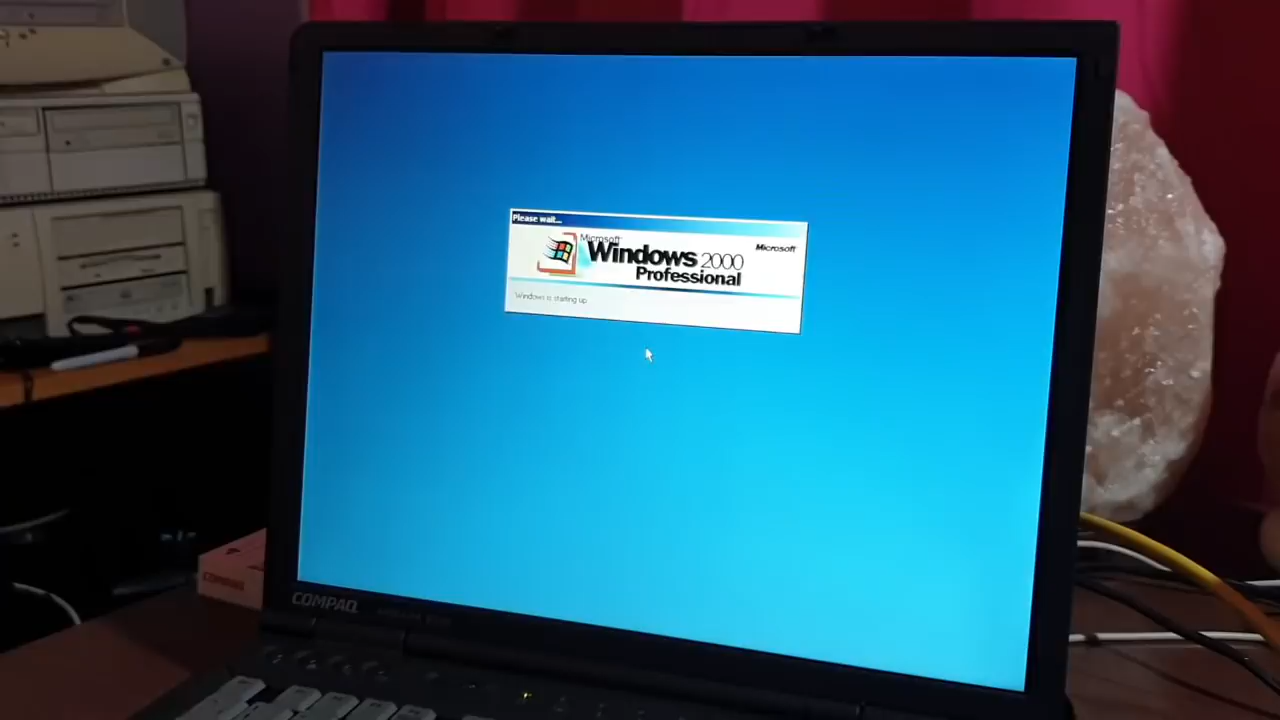 Please wait...
Microsoft
Windows 2000
Microsoft
Professional
Windows is starting up
COMPAQ